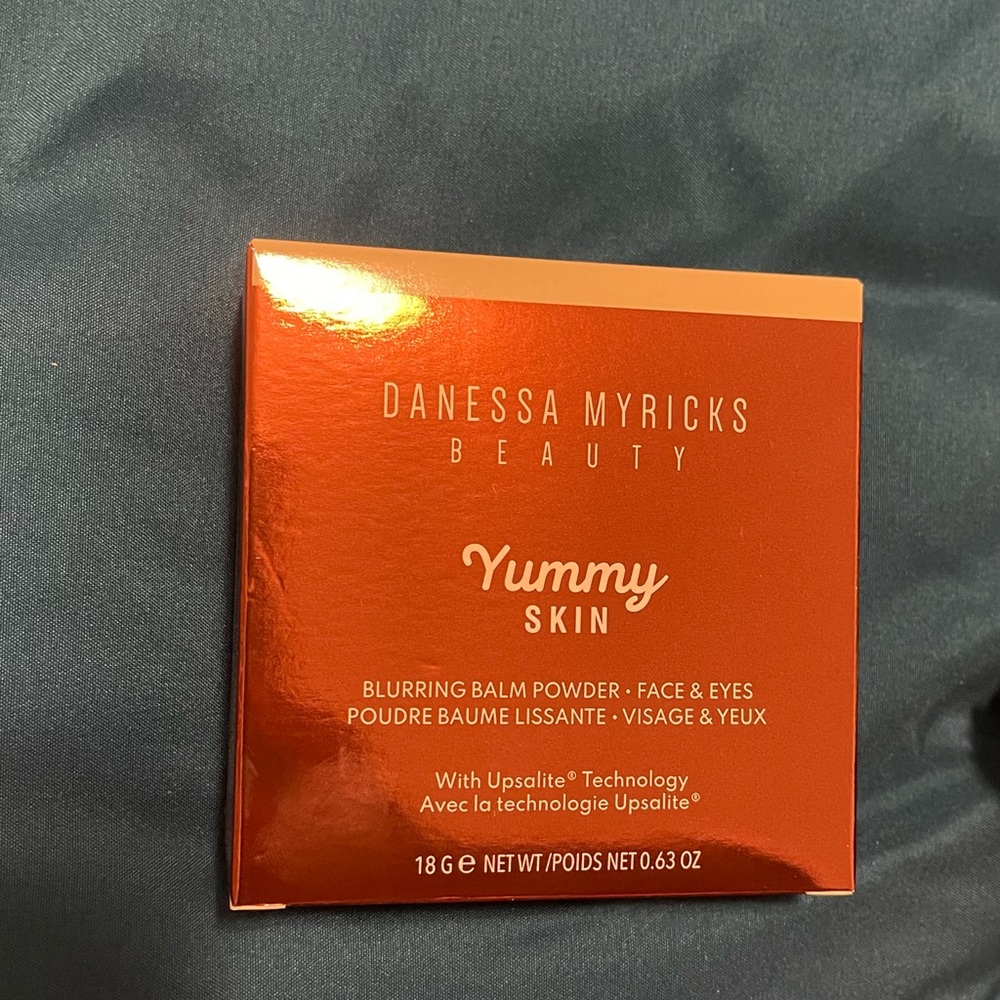 DANESSA MYRICKS
BEAUTY
Yummy
SKIN
BLURRING BALM POWDER • FACE & EYES
POUDRE BAUME LISSANTE • VISAGE & YEUX
With Upsalite® Technology
Avec la technologie Upsalite®
18 G ℮ NET WT/POIDS NET 0.63 OZ